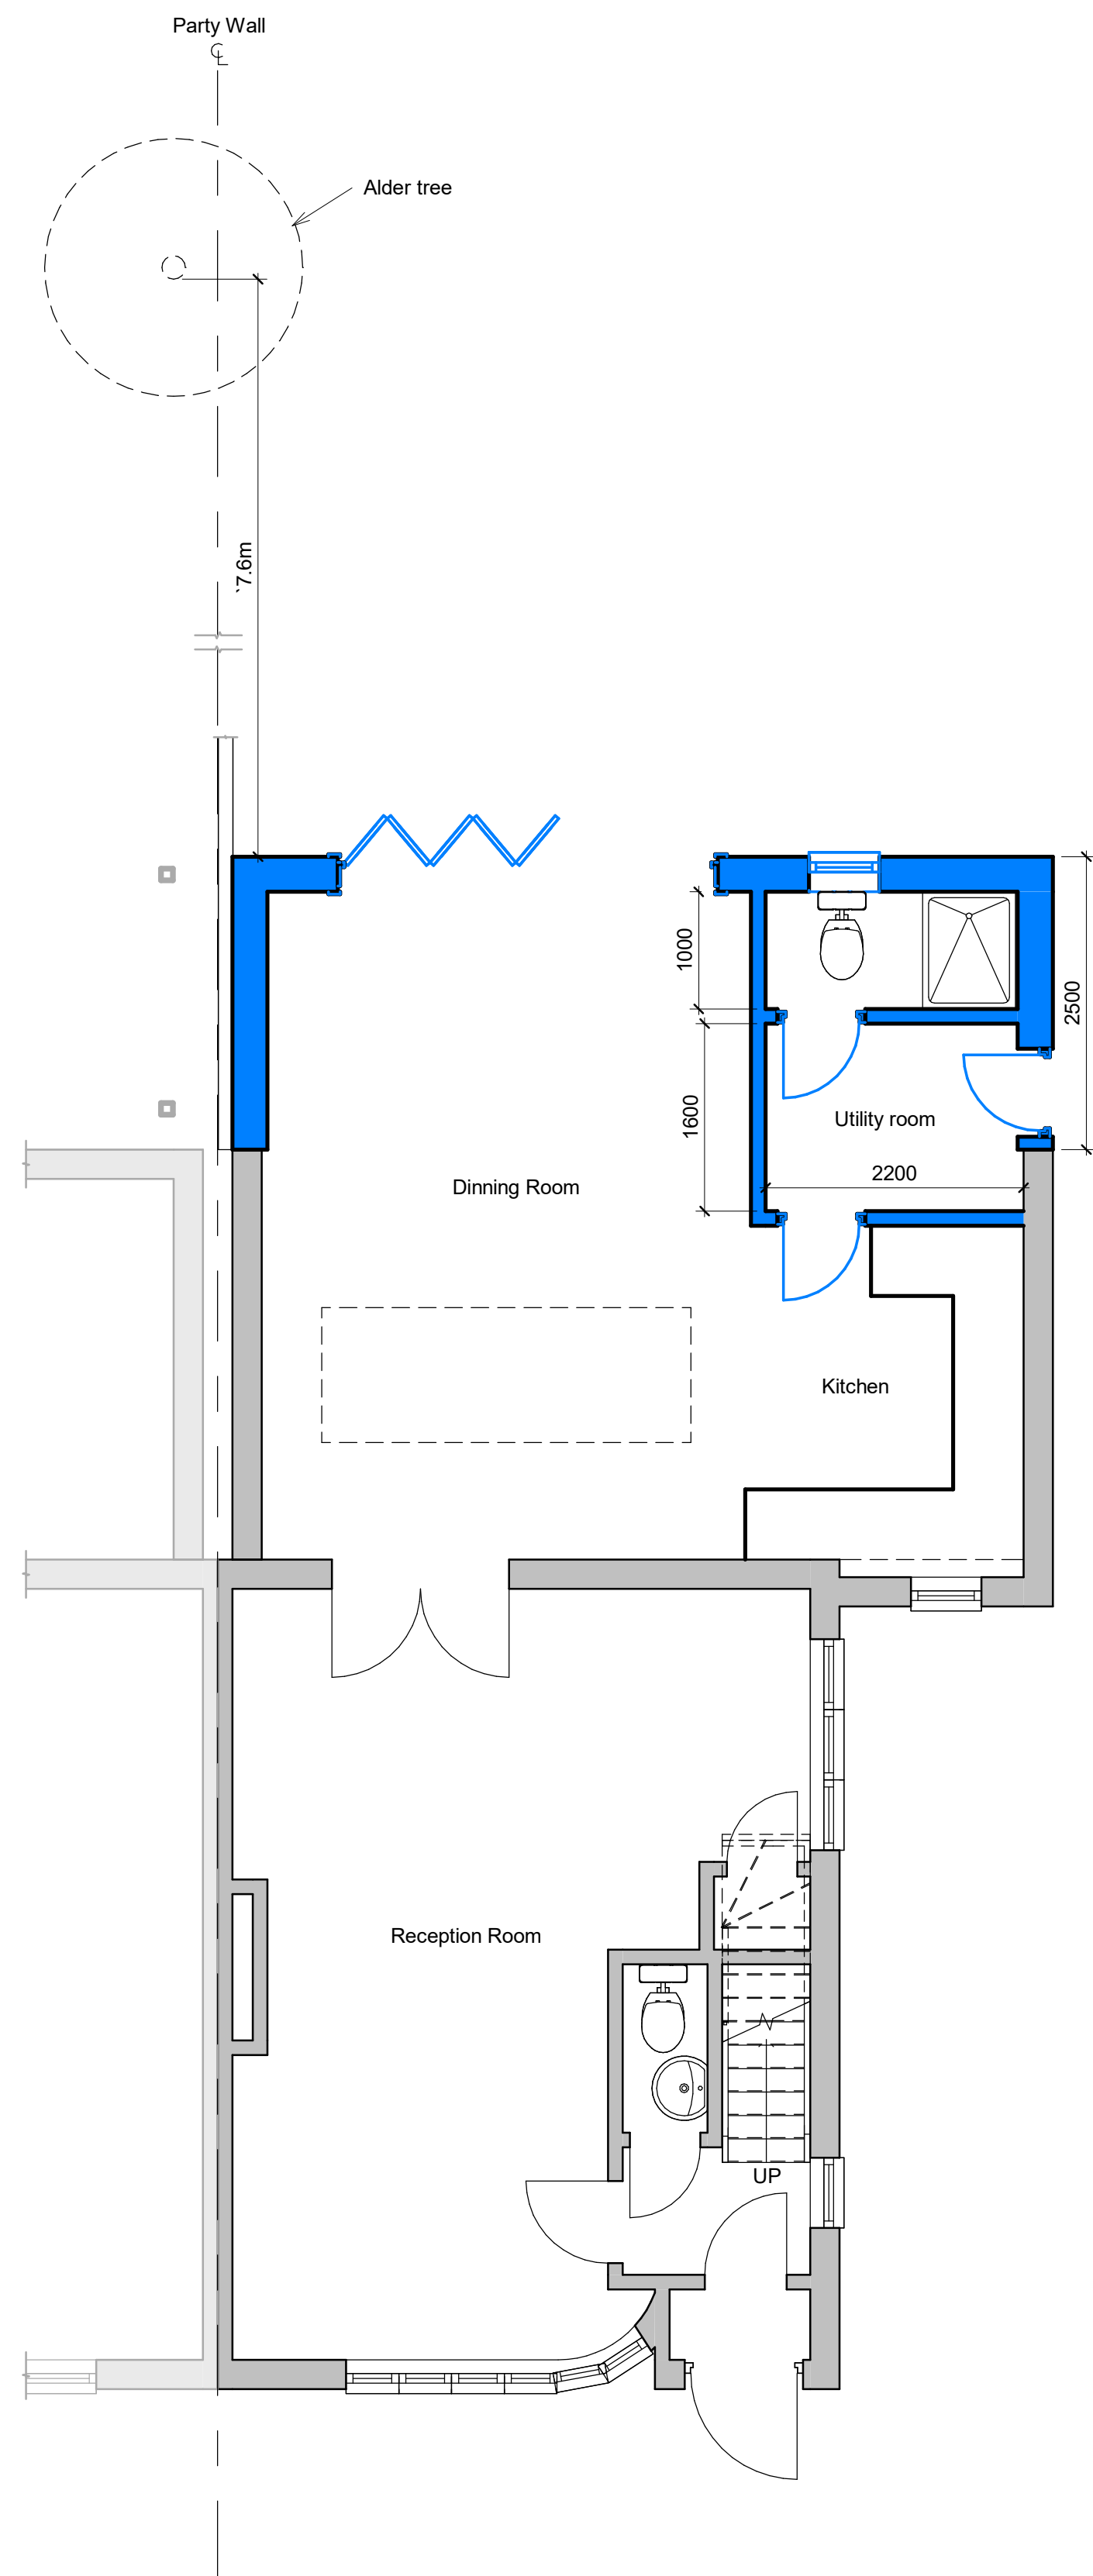 Party Wall
℄
Alder tree
`7.6m
1000
2500
1600
Utility room
2200
Dinning Room
Kitchen
Reception Room
UP